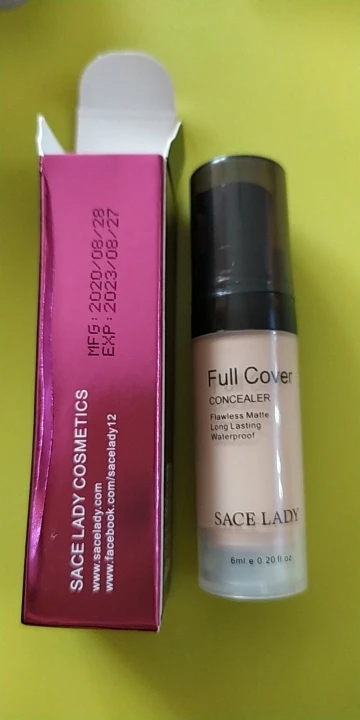 MFG:2020/08/28
EXP:2023/08/27
SACE LADY COSMETICS
www.sacelady.com
www.facebook.com/sacelady12
Full Cover
CONCEALER
Flawless Matte
Long Lasting
Waterproof
SACE LADY
6ml e 0.20 fl oz